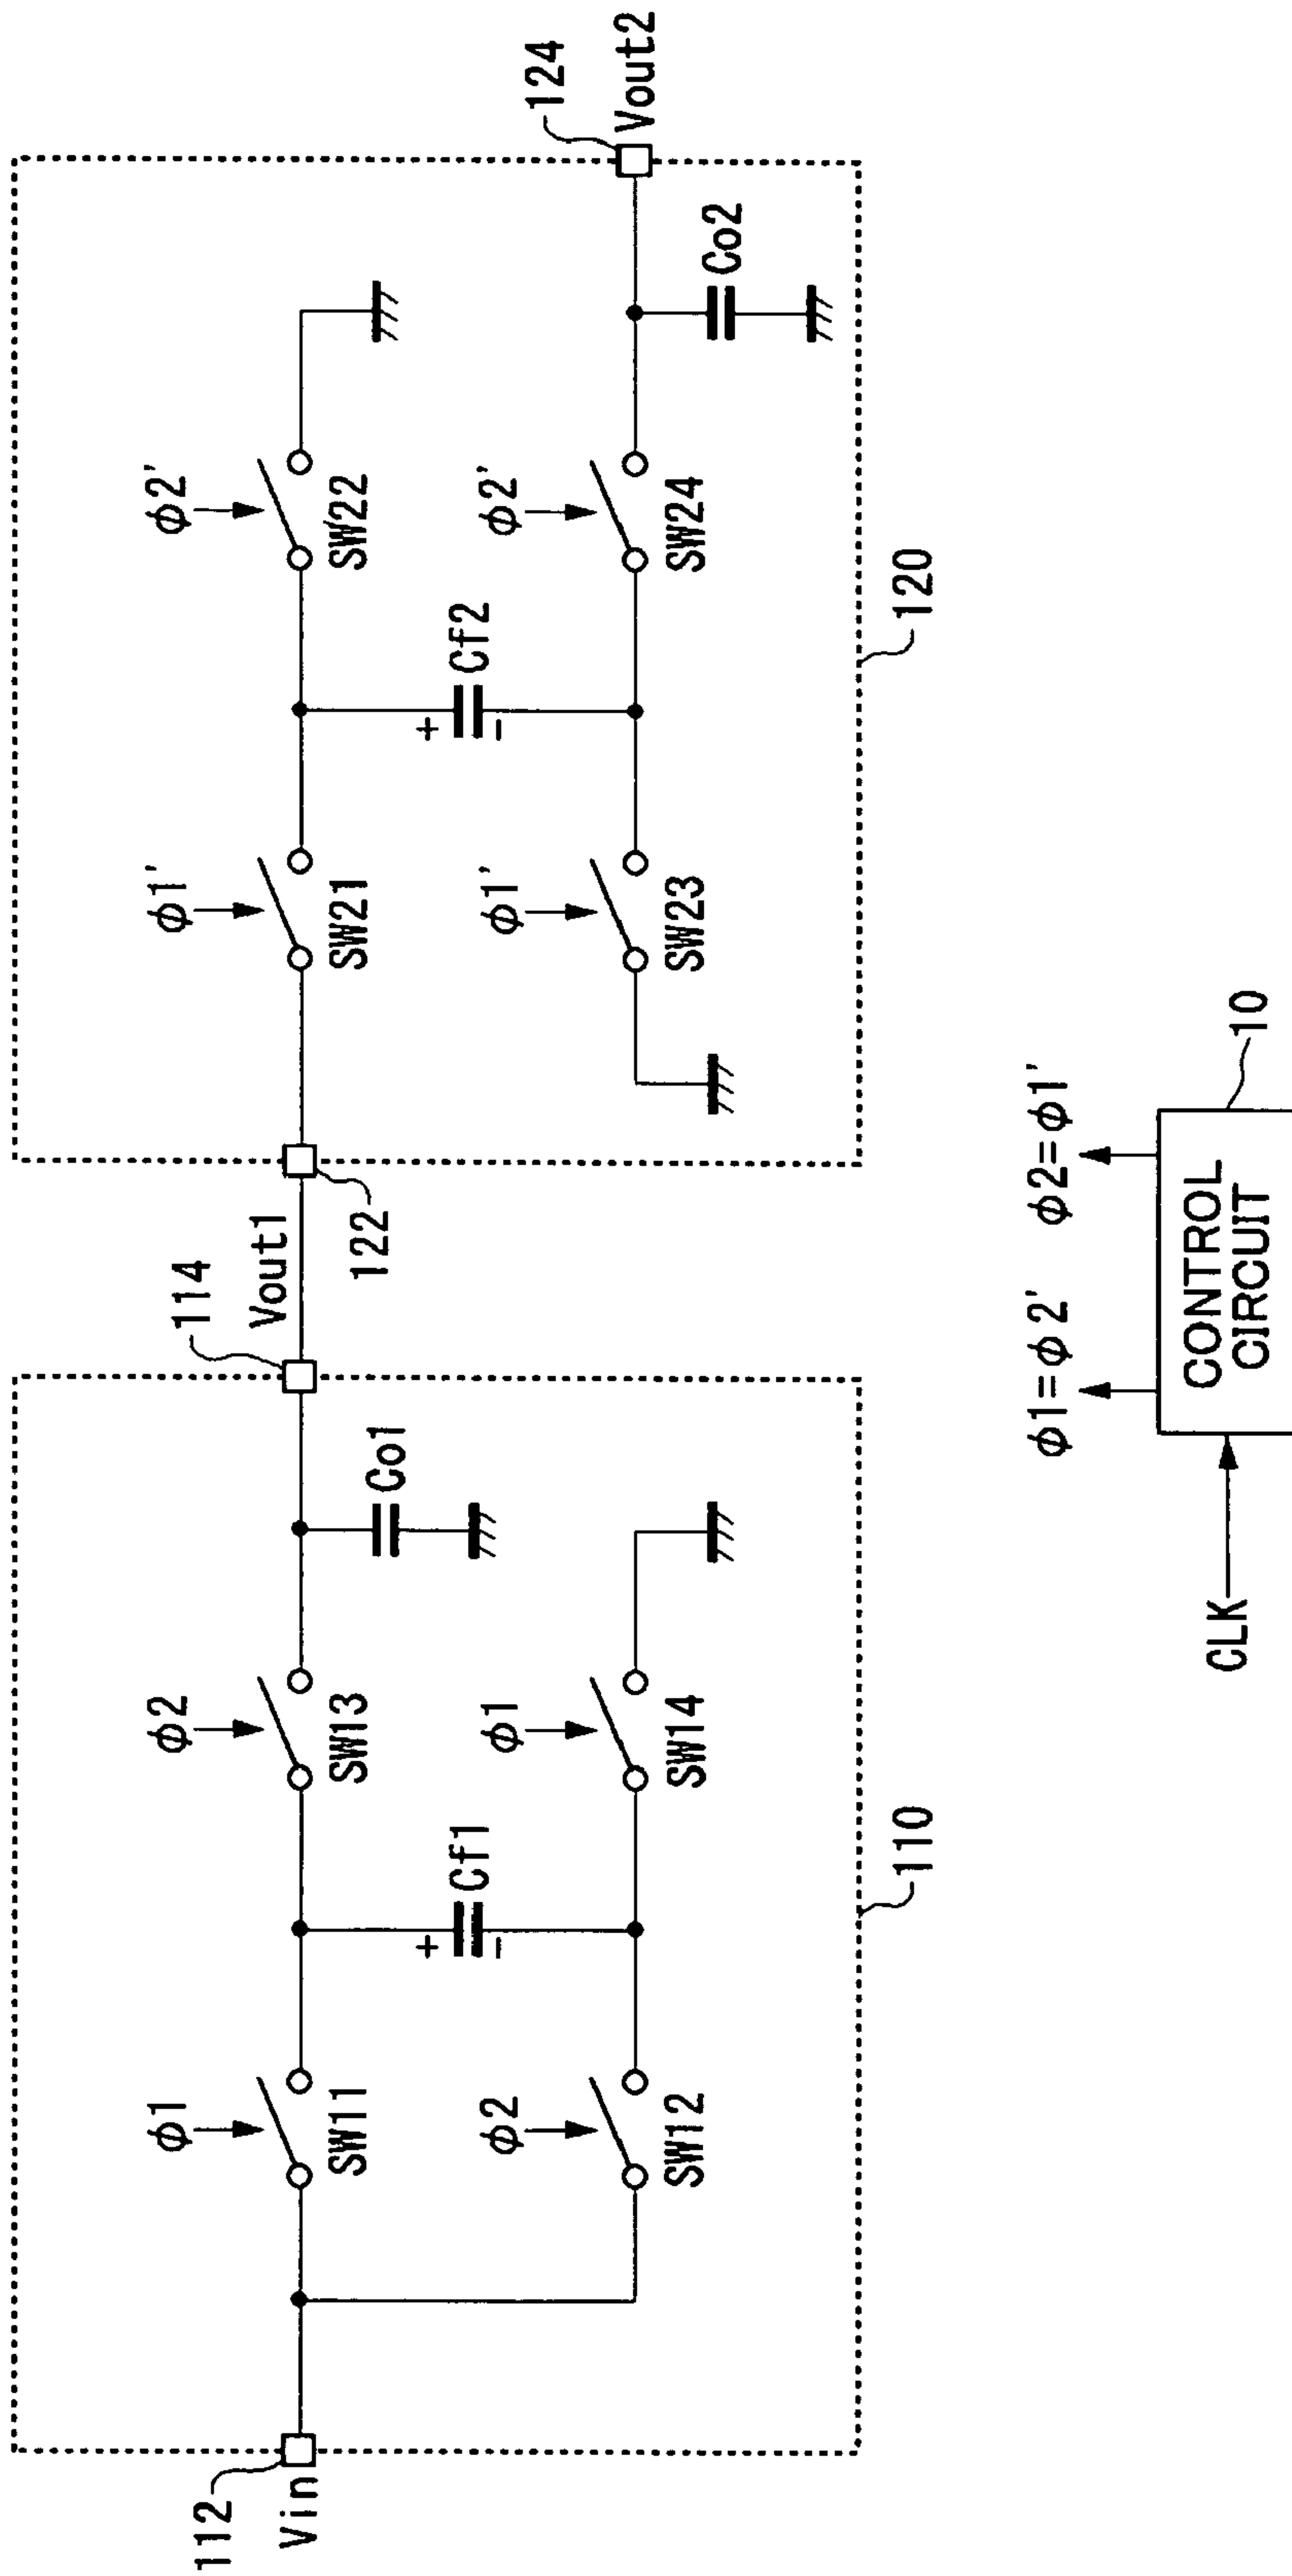 112
Vin
110
φ1
SW11
φ2
SW12
+
Cf1
−
φ2
SW13
φ1
SW14
Co1
114
Vout1
122
120
φ1'
SW21
φ1'
SW23
+
Cf2
−
φ2'
SW22
φ2'
SW24
Co2
124
Vout2
CLK
φ1=φ2'
φ2=φ1'
CONTROL
CIRCUIT
10